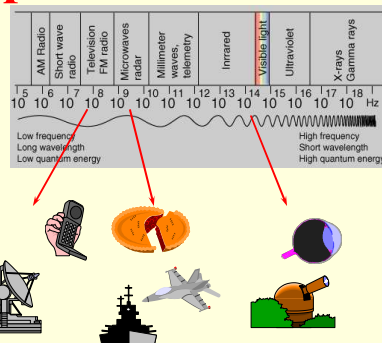 AM Radio
Short wave radio
Television FM radio
Microwaves radar
Millimeter waves, telemetry
Inrrared
Visible light
Ultraviolet
X-rays Gamma rays
5 6 7 8 9 10 11 12 13 14 15 16 17 18
10 10 10 10 10 10 10 10 10 10 10 10 10 10 Hz
Low frequency
Long wavelength
Low quantum energy
High frequency
Short wavelength
High quantum energy